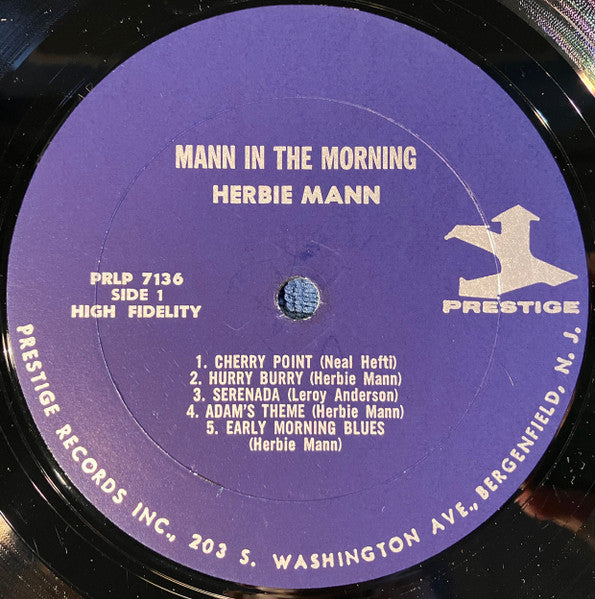 MANN IN THE MORNING
HERBIE MANN
PRLP 7136
SIDE 1
HIGH FIDELITY
PRESTIGE
1. CHERRY POINT (Neal Hefti)
2. HURRY BURRY (Herbie Mann)
3. SERENADA (Leroy Anderson)
4. ADAM'S THEME (Herbie Mann)
5. EARLY MORNING BLUES
(Herbie Mann)
PRESTIGE RECORDS INC., 203 S. WASHINGTON AVE., BERGENFIELD, N. J.